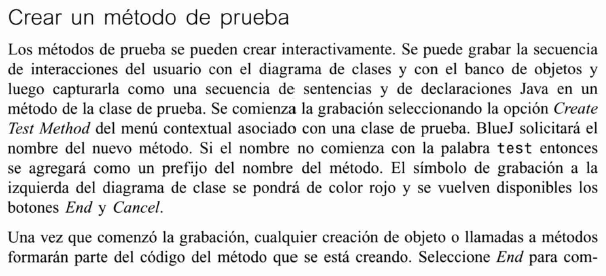 Crear un método de prueba
Los métodos de prueba se pueden crear interactivamente. Se puede grabar la secuencia
de interacciones del usuario con el diagrama de clases y con el banco de objetos y
luego capturarla como una secuencia de sentencias y de declaraciones Java en un
método de la clase de prueba. Se comienza la grabación seleccionando la opción Create
Test Method del menú contextual asociado con una clase de prueba. BlueJ solicitará el
nombre del nuevo método. Si el nombre no comienza con la palabra test entonces
se agregará como un prefijo del nombre del método. El símbolo de grabación a la
izquierda del diagrama de clase se pondrá de color rojo y se vuelven disponibles los
botones End y Cancel.
Una vez que comenzó la grabación, cualquier creación de objeto o llamadas a métodos
formarán parte del código del método que se está creando. Seleccione End para com-